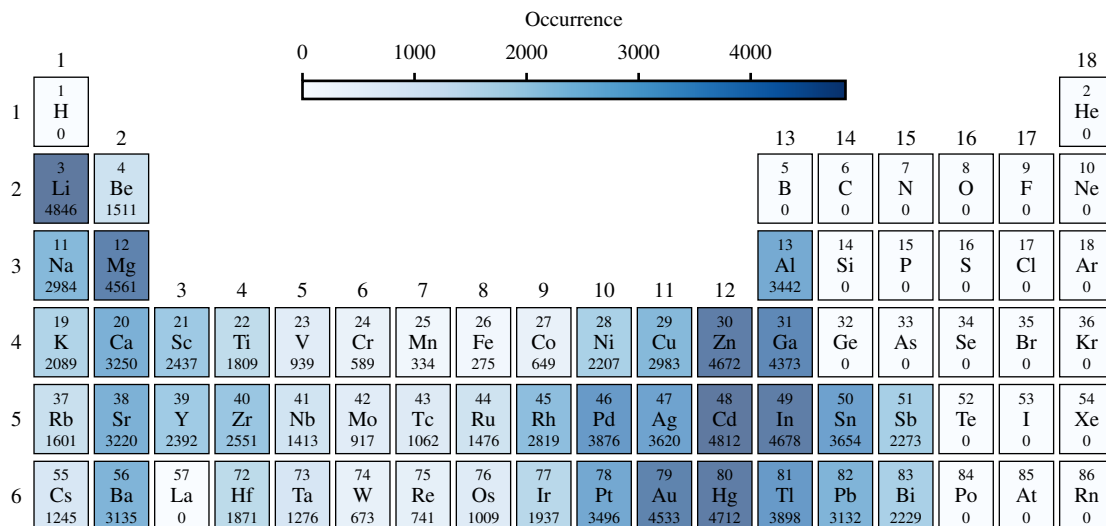 Occurrence
0 1000 2000 3000 4000
1 18
1 1 2
H He
0 2 0
13 14 15 16 17
2 3 4 5 6 7 8 9 10
Li Be B C N O F Ne
4846 1511 0 0 0 0 0 0
3 11 12 13 14 15 16 17 18
Na Mg Al Si P S Cl Ar
2984 4561 3442 0 0 0 0 0
3 4 5 6 7 8 9 10 11 12
4 19 20 21 22 23 24 25 26 27 28 29 30 31 32 33 34 35 36
K Ca Sc Ti V Cr Mn Fe Co Ni Cu Zn Ga Ge As Se Br Kr
2089 3250 2437 1809 939 589 334 275 649 2207 2983 4672 4373 0 0 0 0 0
5 37 38 39 40 41 42 43 44 45 46 47 48 49 50 51 52 53 54
Rb Sr Y Zr Nb Mo Tc Ru Rh Pd Ag Cd In Sn Sb Te I Xe
1601 3220 2392 2551 1413 917 1062 1476 2819 3876 3620 4812 4678 3654 2273 0 0 0
6 55 56 57 72 73 74 75 76 77 78 79 80 81 82 83 84 85 86
Cs Ba La Hf Ta W Re Os Ir Pt Au Hg Tl Pb Bi Po At Rn
1245 3135 0 1871 1276 673 741 1009 1937 3496 4533 4712 3898 3132 2229 0 0 0